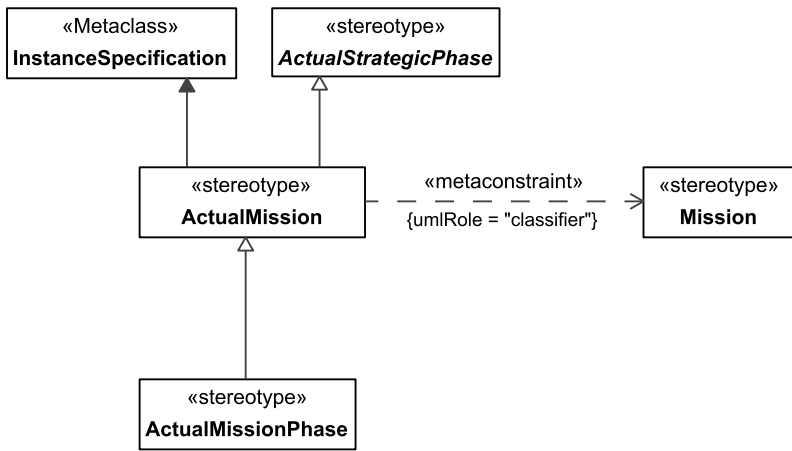 «Metaclass»
InstanceSpecification
«stereotype»
ActualStrategicPhase
«stereotype»
ActualMission
«metaconstraint»
{umlRole = "classifier"}
«stereotype»
Mission
«stereotype»
ActualMissionPhase